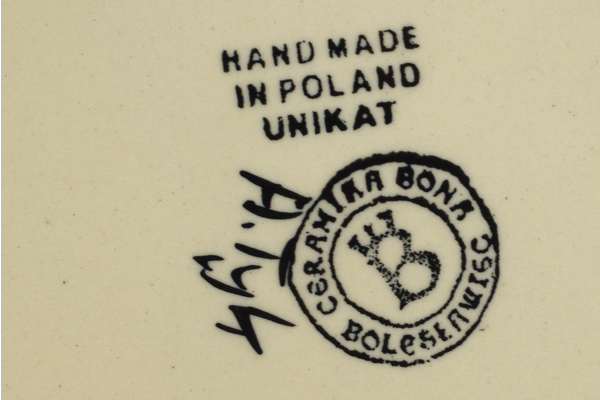 HAND MADE
IN POLAND
UNIKAT
CERAMIKA BONA
B
BOLESŁAWIEC